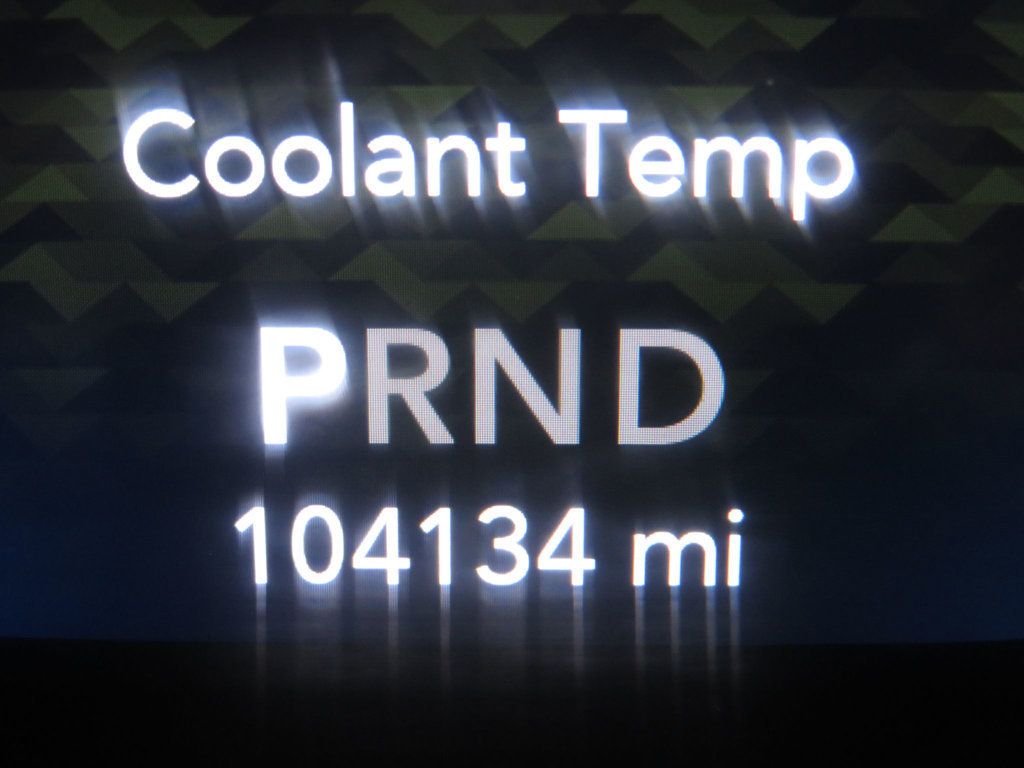 Coolant Temp
PRND
104134 mi